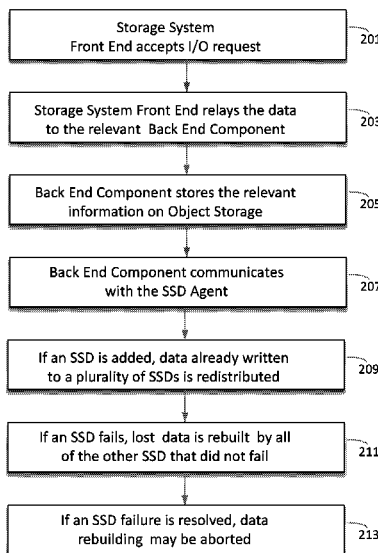 Storage System
Front End accepts I/O request
201
Storage System Front End relays the data
to the relevant Back End Component
203
Back End Component stores the relevant
information on Object Storage
205
Back End Component communicates
with the SSD Agent
207
If an SSD is added, data already written
to a plurality of SSDs is redistributed
209
If an SSD fails, lost data is rebuilt by all
of the other SSD that did not fail
211
If an SSD failure is resolved, data
rebuilding may be aborted
213